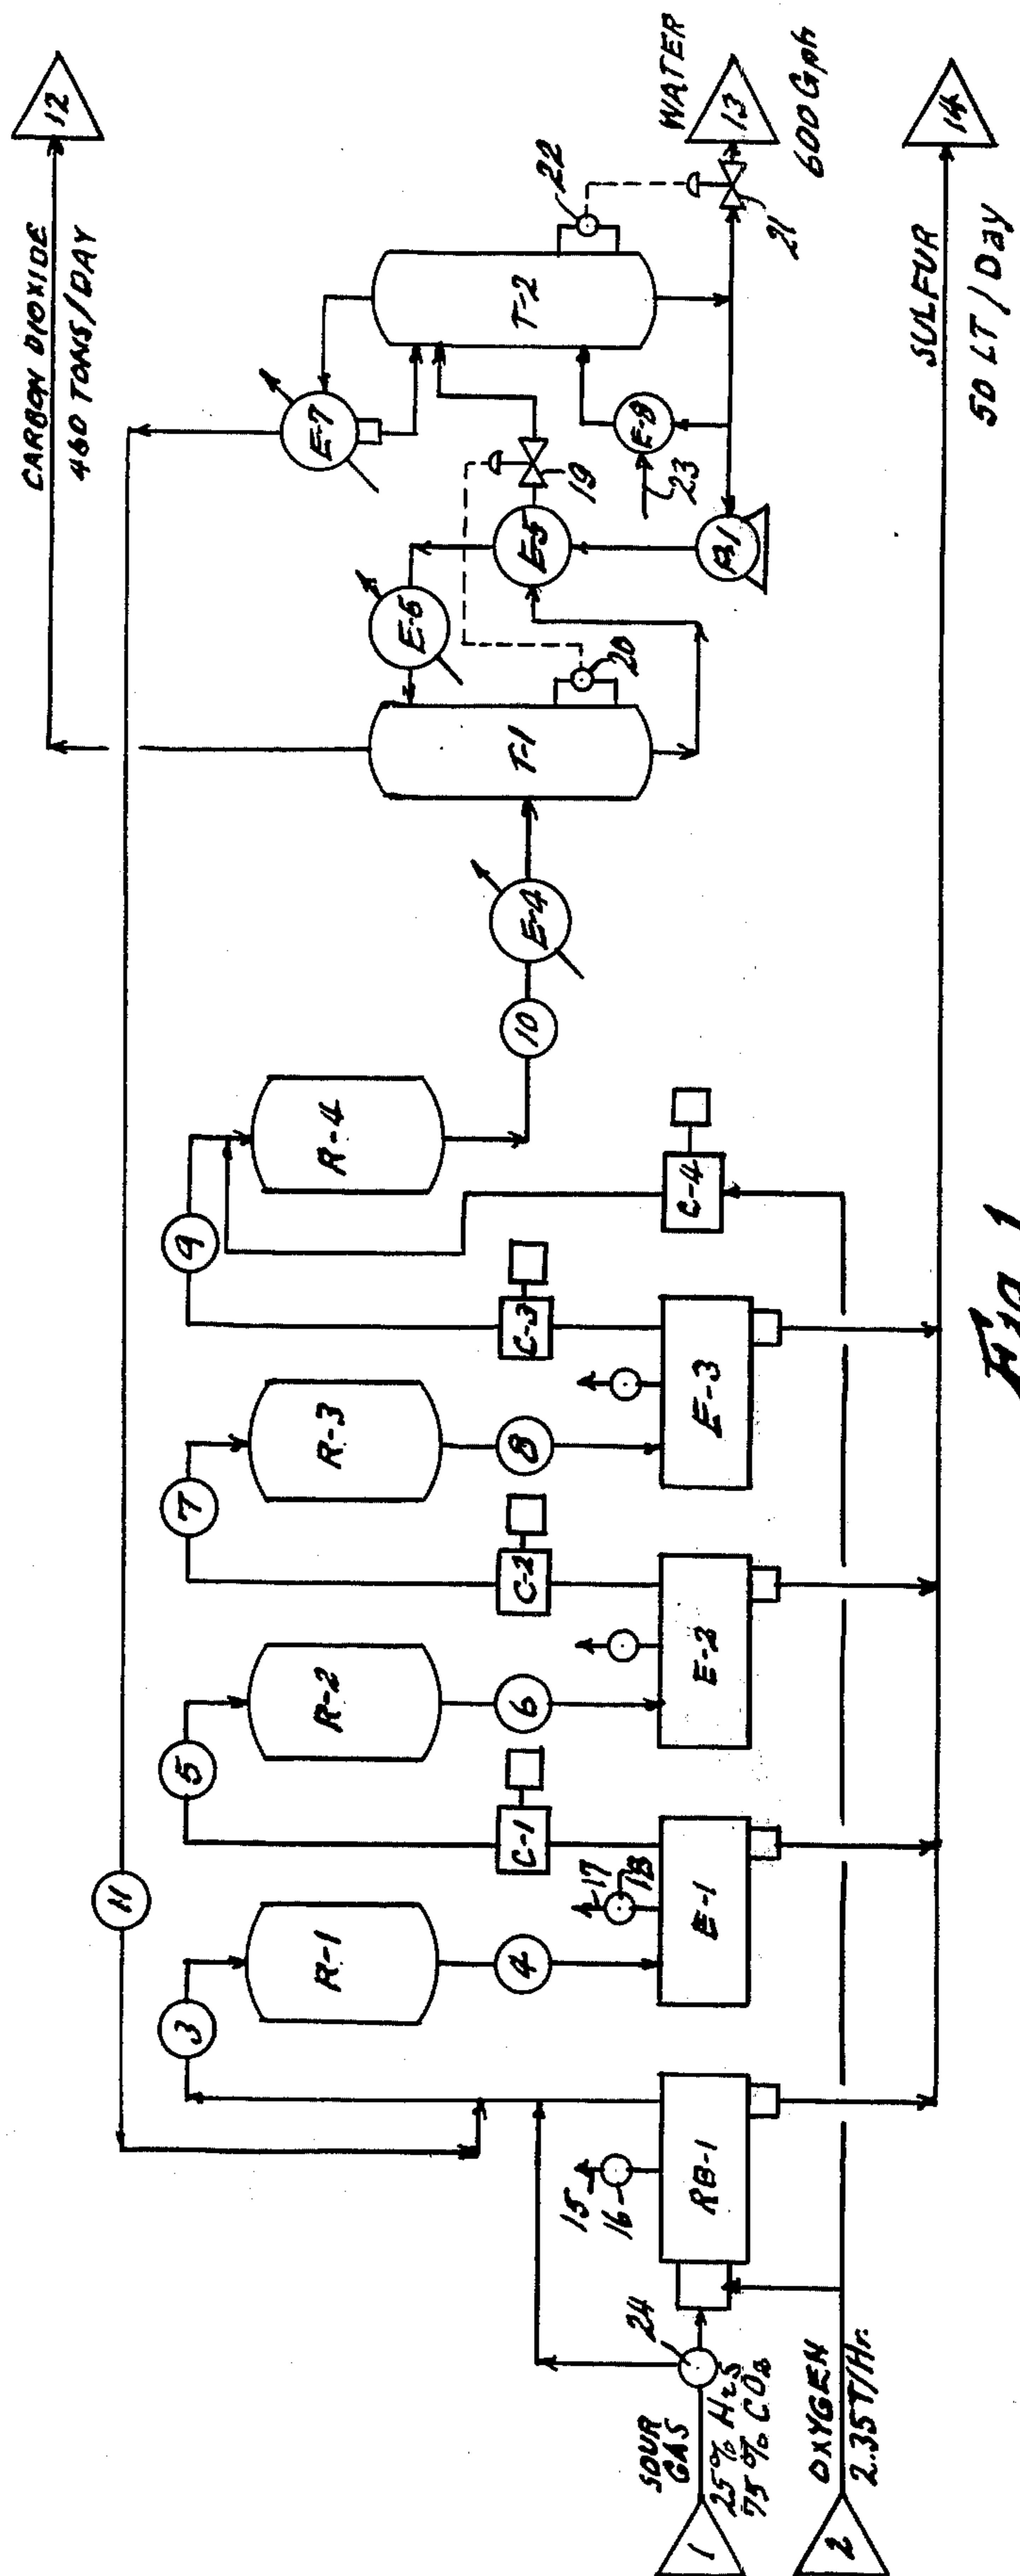 CARBON DIOXIDE
460 TONS/DAY
12
11
3
5
7
9
R-1
R-2
R-3
R-4
4
6
8
10
C-1
C-2
C-3
C-4
15
16
17
18
RB-1
E-1
E-2
E-3
E-4
T-1
20
E-6
E-5
19
P-1
E-7
E-8
23
T-2
22
21
WATER
13
600 Gph
SOUR
GAS
1
25% H2S
75% CO2
24
OXYGEN
2.35T/Hr.
2
SULFUR
50 LT/Day
14
Fig. 1